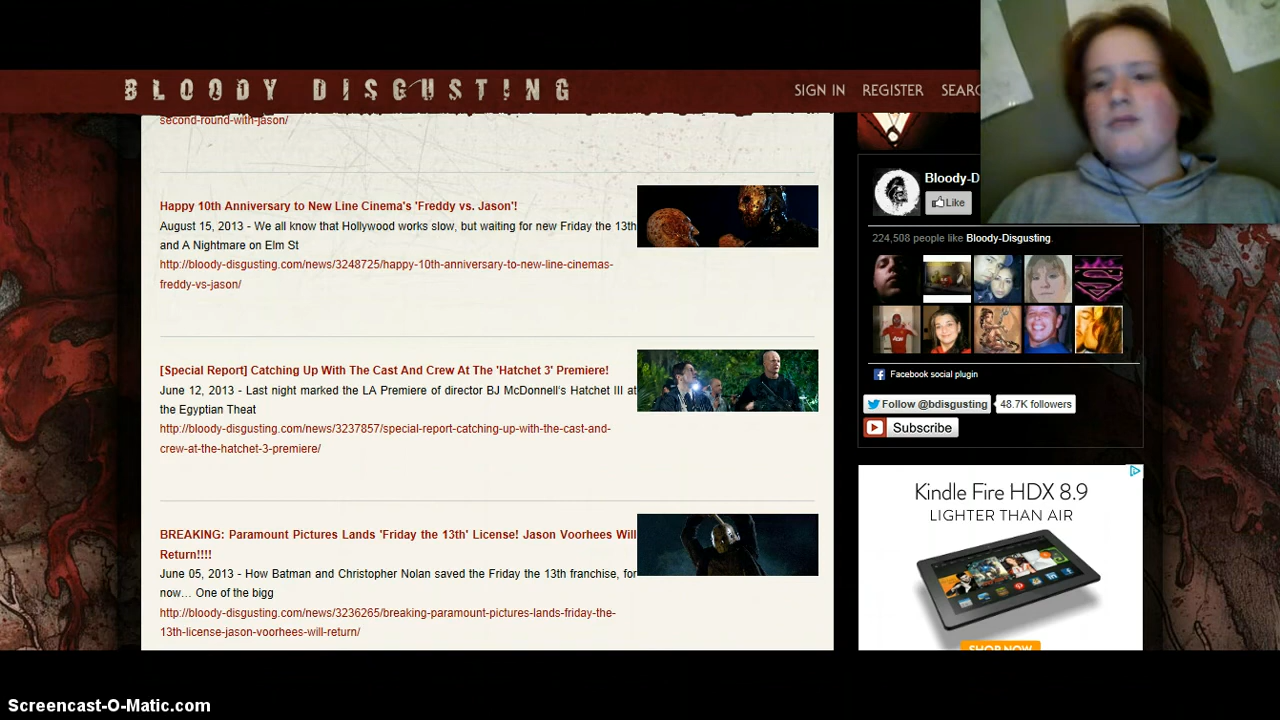 BLOODY DISGUSTING
SIGN IN REGISTER SEARC
second-round-with-jason/
Happy 10th Anniversary to New Line Cinema's 'Freddy vs. Jason'!
August 15, 2013 - We all know that Hollywood works slow, but waiting for new Friday the 13th
and A Nightmare on Elm St
http://bloody-disgusting.com/news/3248725/happy-10th-anniversary-to-new-line-cinemas-
freddy-vs-jason/
[Special Report] Catching Up With The Cast And Crew At The 'Hatchet 3' Premiere!
June 12, 2013 - Last night marked the LA Premiere of director BJ McDonnell's Hatchet III at
the Egyptian Theat
http://bloody-disgusting.com/news/3237857/special-report-catching-up-with-the-cast-and-
crew-at-the-hatchet-3-premiere/
BREAKING: Paramount Pictures Lands 'Friday the 13th' License! Jason Voorhees Will
Return!!!!
June 05, 2013 - How Batman and Christopher Nolan saved the Friday the 13th franchise, for
now... One of the bigg
http://bloody-disgusting.com/news/3236265/breaking-paramount-pictures-lands-friday-the-
13th-license-jason-voorhees-will-return/
Bloody-D
Like
224,508 people like Bloody-Disgusting.
Facebook social plugin
Follow @bdisgusting 48.7K followers
Subscribe
Kindle Fire HDX 8.9
LIGHTER THAN AIR
SHOP NOW
Screencast-O-Matic.com